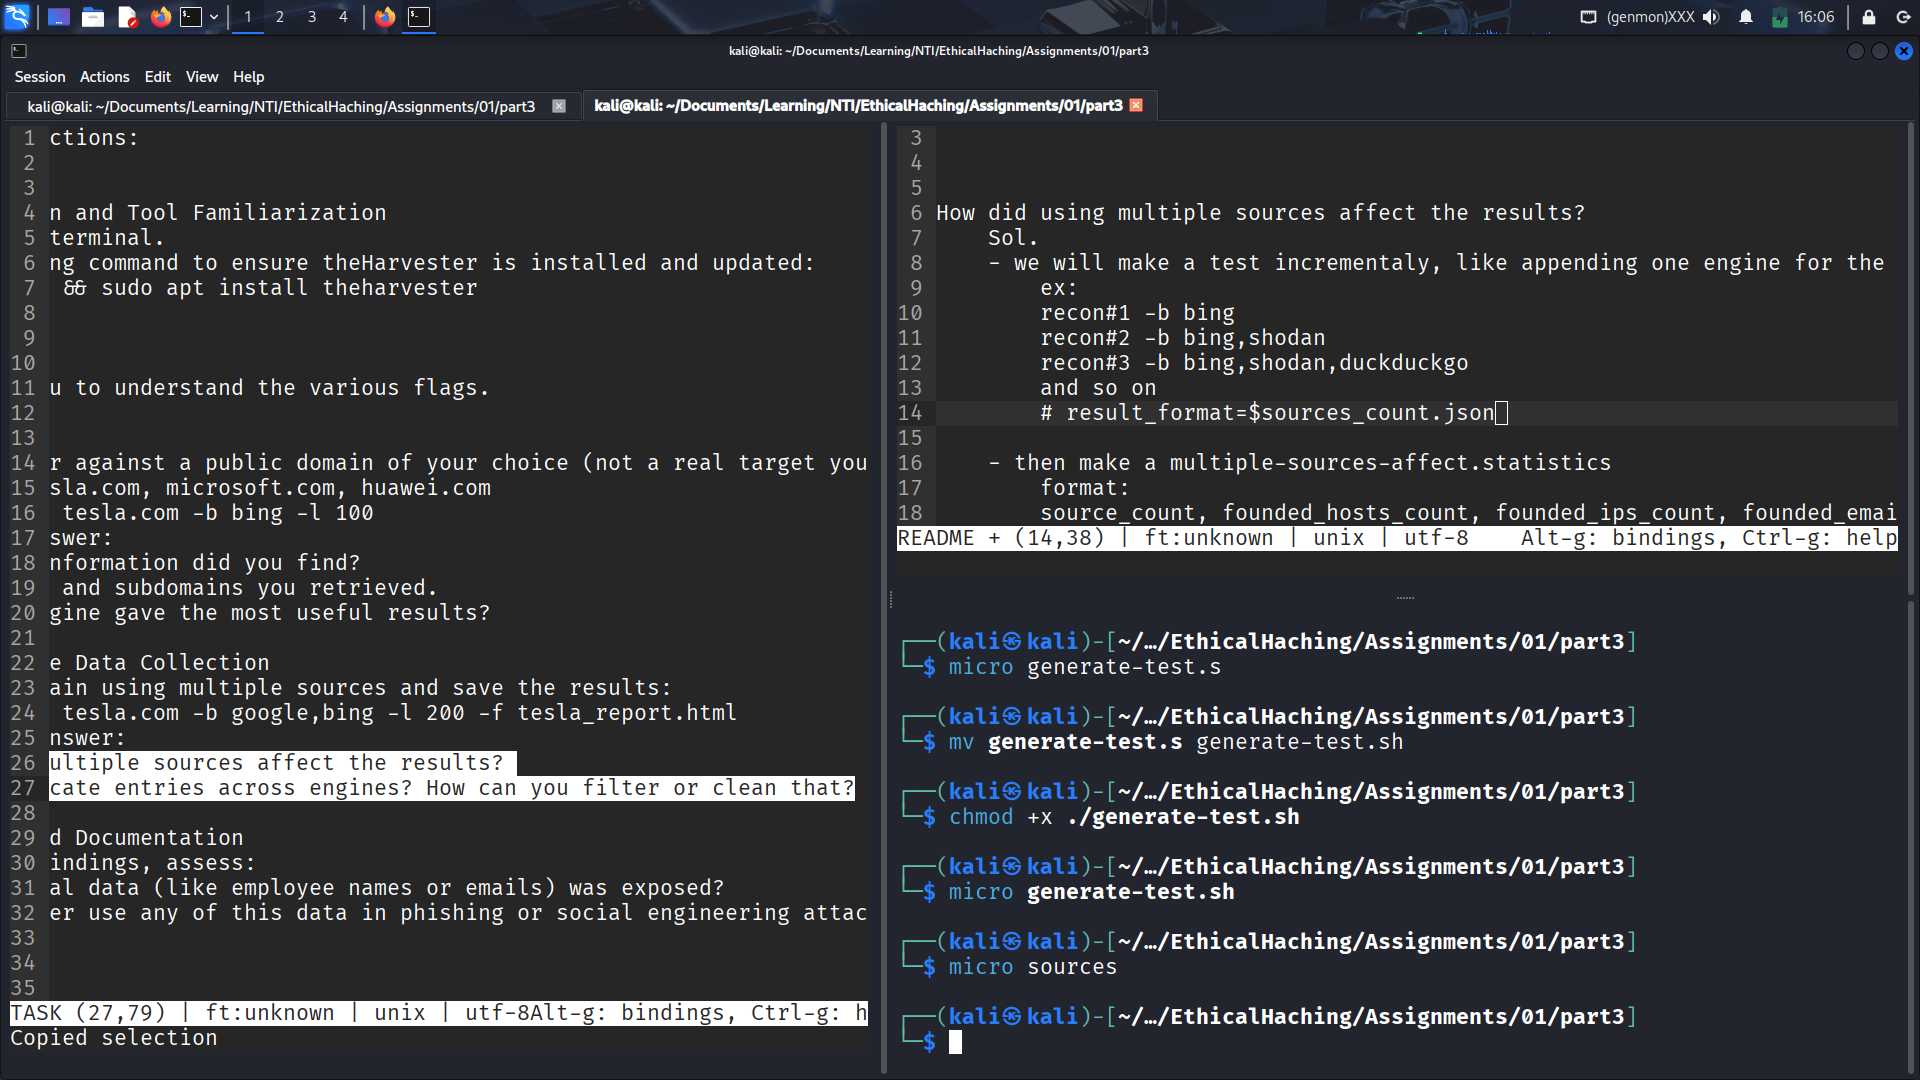 1
2
3
4
(genmon)XXX
16:06
kali@kali: ~/Documents/Learning/NTI/EthicalHaching/Assignments/01/part3
Session Actions Edit View Help
kali@kali: ~/Documents/Learning/NTI/EthicalHaching/Assignments/01/part3
kali@kali: ~/Documents/Learning/NTI/EthicalHaching/Assignments/01/part3
1 ctions:
2
3
4 n and Tool Familiarization
5 terminal.
6 ng command to ensure theHarvester is installed and updated:
7  && sudo apt install theharvester
8
9
10
11 u to understand the various flags.
12
13
14 r against a public domain of your choice (not a real target you
15 sla.com, microsoft.com, huawei.com
16  tesla.com -b bing -l 100
17 swer:
18 nformation did you find?
19  and subdomains you retrieved.
20 gine gave the most useful results?
21
22 e Data Collection
23 ain using multiple sources and save the results:
24  tesla.com -b google,bing -l 200 -f tesla_report.html
25 nswer:
26 ultiple sources affect the results?
27 cate entries across engines? How can you filter or clean that?
28
29 d Documentation
30 indings, assess:
31 al data (like employee names or emails) was exposed?
32 er use any of this data in phishing or social engineering attac
33
34
35
TASK (27,79) | ft:unknown | unix | utf-8Alt-g: bindings, Ctrl-g: h
Copied selection
3
4
5
6 How did using multiple sources affect the results?
7     Sol.
8     - we will make a test incrementaly, like appending one engine for the
9         ex:
10         recon#1 -b bing
11         recon#2 -b bing,shodan
12         recon#3 -b bing,shodan,duckduckgo
13         and so on
14         # result_format=$sources_count.json
15
16     - then make a multiple-sources-affect.statistics
17         format:
18         source_count, founded_hosts_count, founded_ips_count, founded_emai
README + (14,38) | ft:unknown | unix | utf-8    Alt-g: bindings, Ctrl-g: help
┌──(kali㉿kali)-[~/…/EthicalHaching/Assignments/01/part3]
└─$ micro generate-test.s
┌──(kali㉿kali)-[~/…/EthicalHaching/Assignments/01/part3]
└─$ mv generate-test.s generate-test.sh
┌──(kali㉿kali)-[~/…/EthicalHaching/Assignments/01/part3]
└─$ chmod +x ./generate-test.sh
┌──(kali㉿kali)-[~/…/EthicalHaching/Assignments/01/part3]
└─$ micro generate-test.sh
┌──(kali㉿kali)-[~/…/EthicalHaching/Assignments/01/part3]
└─$ micro sources
┌──(kali㉿kali)-[~/…/EthicalHaching/Assignments/01/part3]
└─$